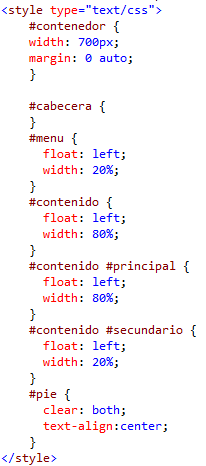 <style type="text/css">
#contenedor {
width: 700px;
margin: 0 auto;
}
#cabecera {
}
#menu {
float: left;
width: 20%;
}
#contenido {
float: left;
width: 80%;
}
#contenido #principal {
float: left;
width: 80%;
}
#contenido #secundario {
float: left;
width: 20%;
}
#pie {
clear: both;
text-align:center;
}
</style>